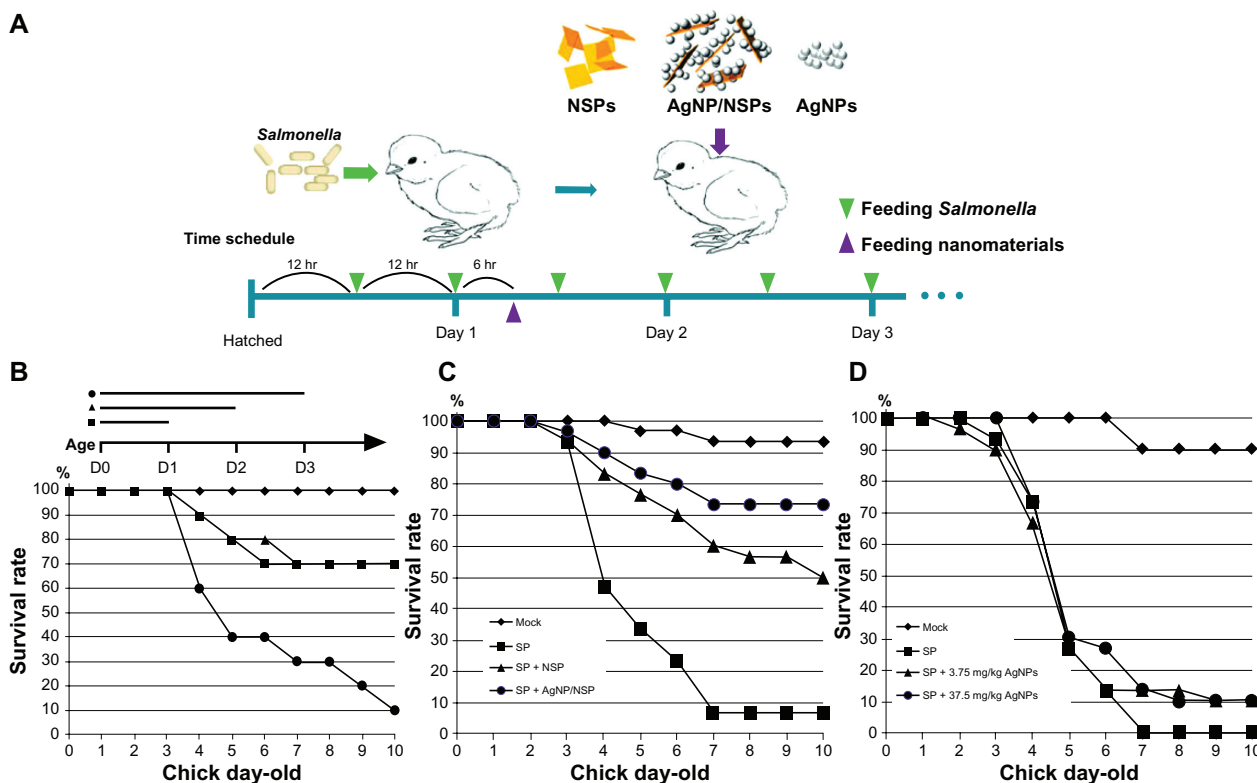 A
NSPs
AgNP/NSPs
AgNPs
Salmonella
Feeding Salmonella
Feeding nanomaterials
Time schedule
12 hr
12 hr
6 hr
Hatched
Day 1
Day 2
Day 3
B
Age
D0
D1
D2
D3
%
100
90
80
70
60
50
40
30
20
10
0
Survival rate
0 1 2 3 4 5 6 7 8 9 10
Chick day-old
C
%
100
90
80
70
60
50
40
30
20
10
0
Survival rate
Mock
SP
SP + NSP
SP + AgNP/NSP
0 1 2 3 4 5 6 7 8 9 10
Chick day-old
D
%
100
90
80
70
60
50
40
30
20
10
0
Survival rate
Mock
SP
SP + 3.75 mg/kg AgNPs
SP + 37.5 mg/kg AgNPs
0 1 2 3 4 5 6 7 8 9 10
Chick day-old